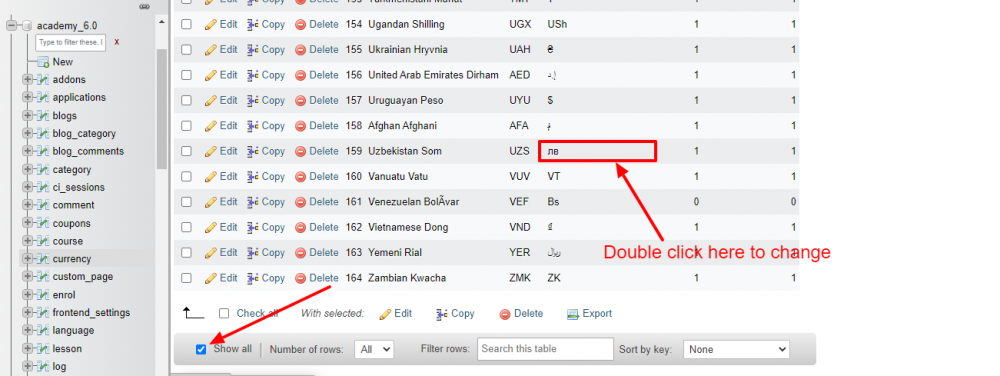 academy_6.0
Type to filter these, I X
New
addons
applications
blogs
blog_category
blog_comments
category
ci_sessions
comment
coupons
course
currency
custom_page
enrol
frontend_settings
language
lesson
log
Edit Copy Delete 154 Ugandan Shilling UGX USh 1 1
Edit Copy Delete 155 Ukrainian Hryvnia UAH ₴ 1 1
Edit Copy Delete 156 United Arab Emirates Dirham AED د.إ 1 1
Edit Copy Delete 157 Uruguayan Peso UYU $ 1 1
Edit Copy Delete 158 Afghan Afghani AFA ؋ 1 1
Edit Copy Delete 159 Uzbekistan Som UZS лв 1 1
Edit Copy Delete 160 Vanuatu Vatu VUV VT 1 1
Edit Copy Delete 161 Venezuelan BolÃvar VEF Bs 0 0
Edit Copy Delete 162 Vietnamese Dong VND ₫ 1 1
Edit Copy Delete 163 Yemeni Rial YER ﷼ 1 1
Edit Copy Delete 164 Zambian Kwacha ZMK ZK 1 1
Double click here to change
Check all With selected: Edit Copy Delete Export
Show all Number of rows: All Filter rows: Search this table Sort by key: None